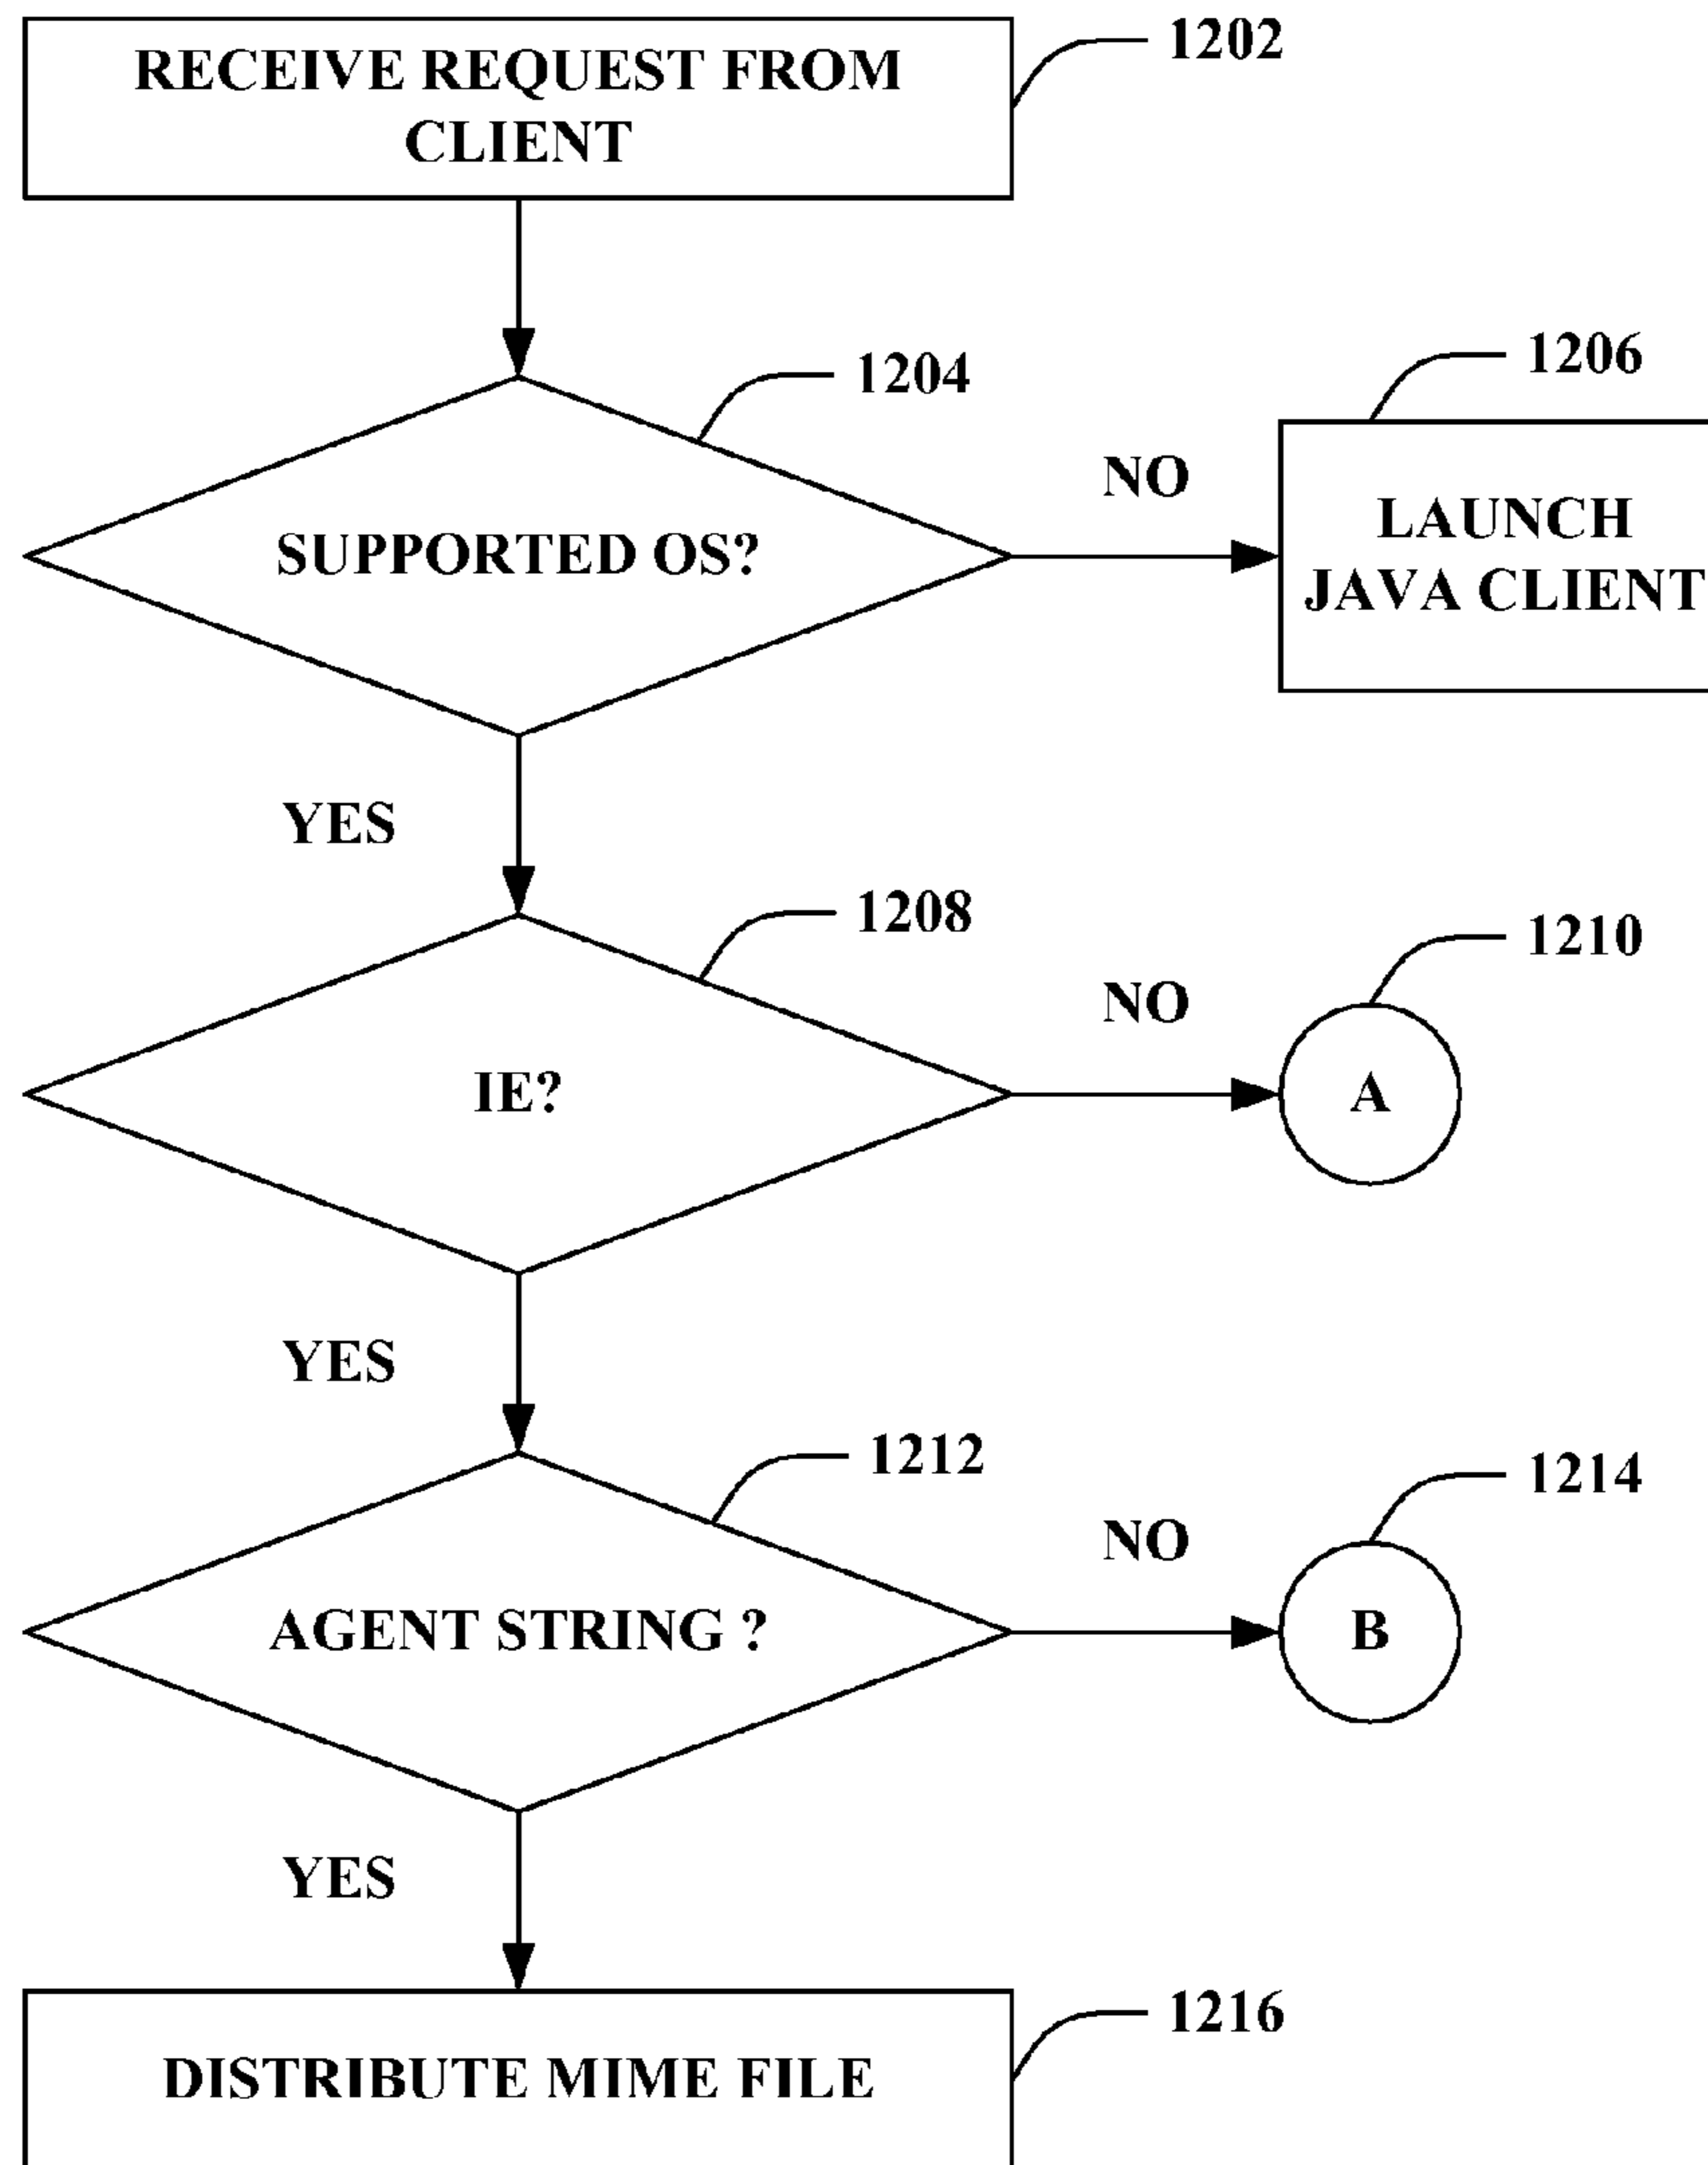 RECEIVE REQUEST FROM
CLIENT
1202
1204
SUPPORTED OS?
NO
1206
LAUNCH
JAVA CLIENT
YES
1208
IE?
NO
1210
A
YES
1212
AGENT STRING ?
NO
1214
B
YES
1216
DISTRIBUTE MIME FILE